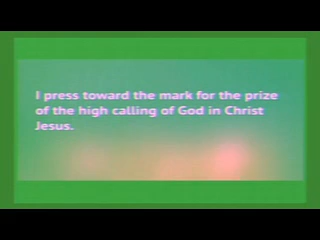 I press toward the mark for the prize
of the high calling of God in Christ
Jesus.